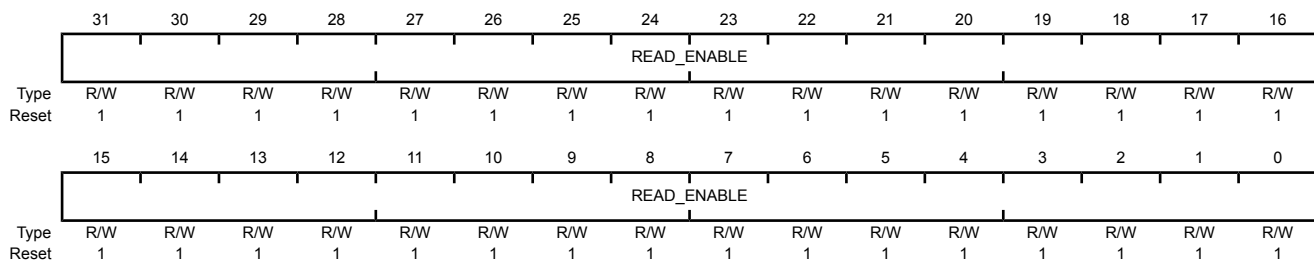 31 30 29 28 27 26 25 24 23 22 21 20 19 18 17 16
READ_ENABLE
Type R/W R/W R/W R/W R/W R/W R/W R/W R/W R/W R/W R/W R/W R/W R/W R/W
Reset 1 1 1 1 1 1 1 1 1 1 1 1 1 1 1 1
15 14 13 12 11 10 9 8 7 6 5 4 3 2 1 0
READ_ENABLE
Type R/W R/W R/W R/W R/W R/W R/W R/W R/W R/W R/W R/W R/W R/W R/W R/W
Reset 1 1 1 1 1 1 1 1 1 1 1 1 1 1 1 1